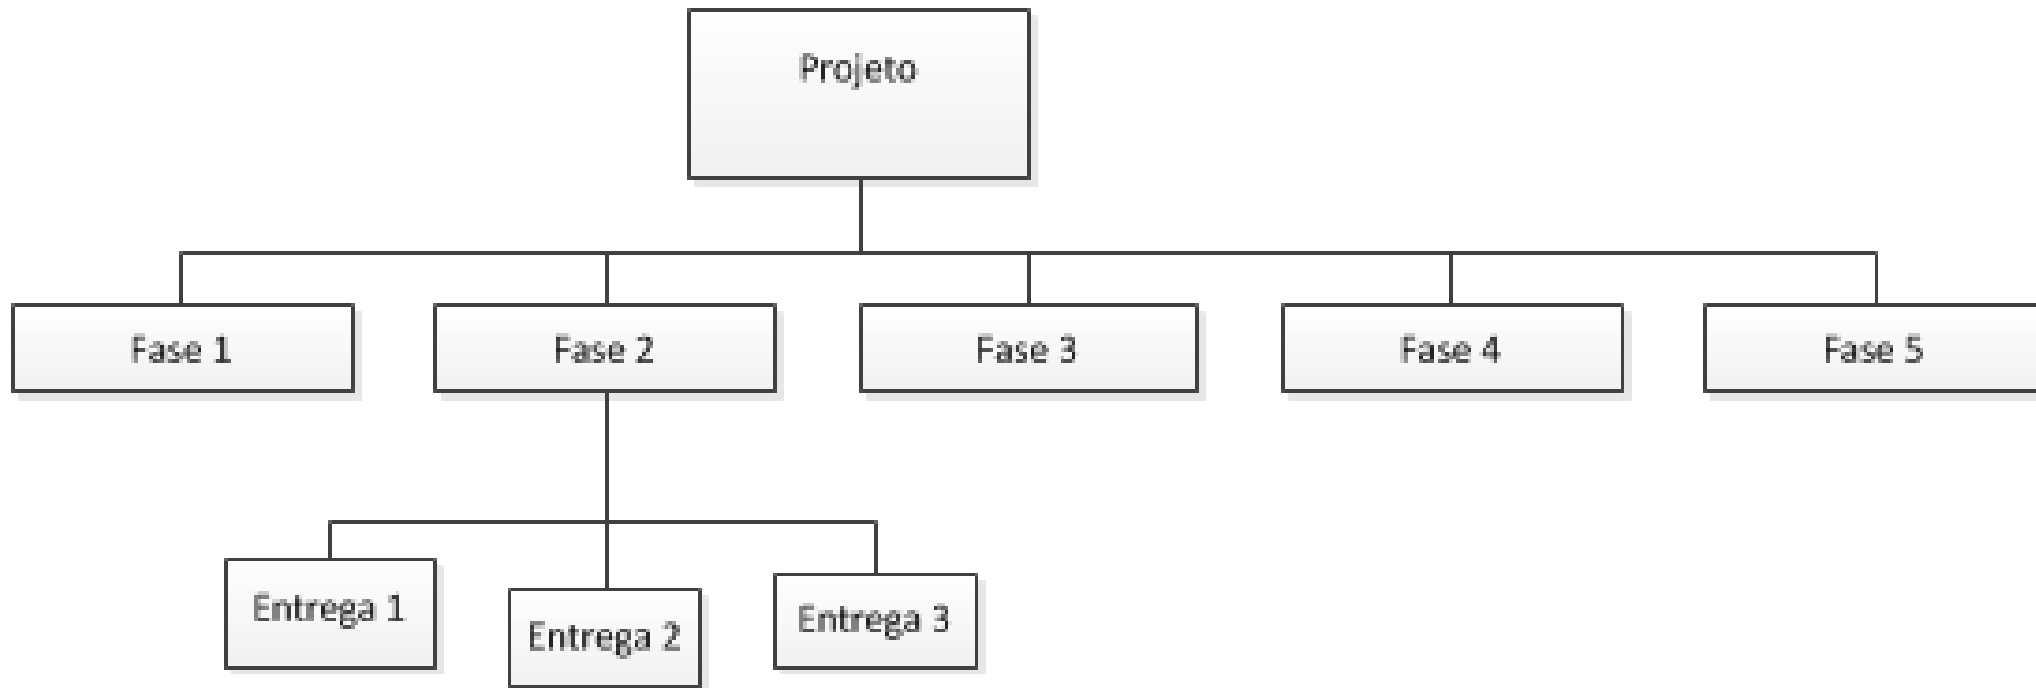 Projeto
Fase 1
Fase 2
Fase 3
Fase 4
Fase 5
Entrega 1
Entrega 2
Entrega 3